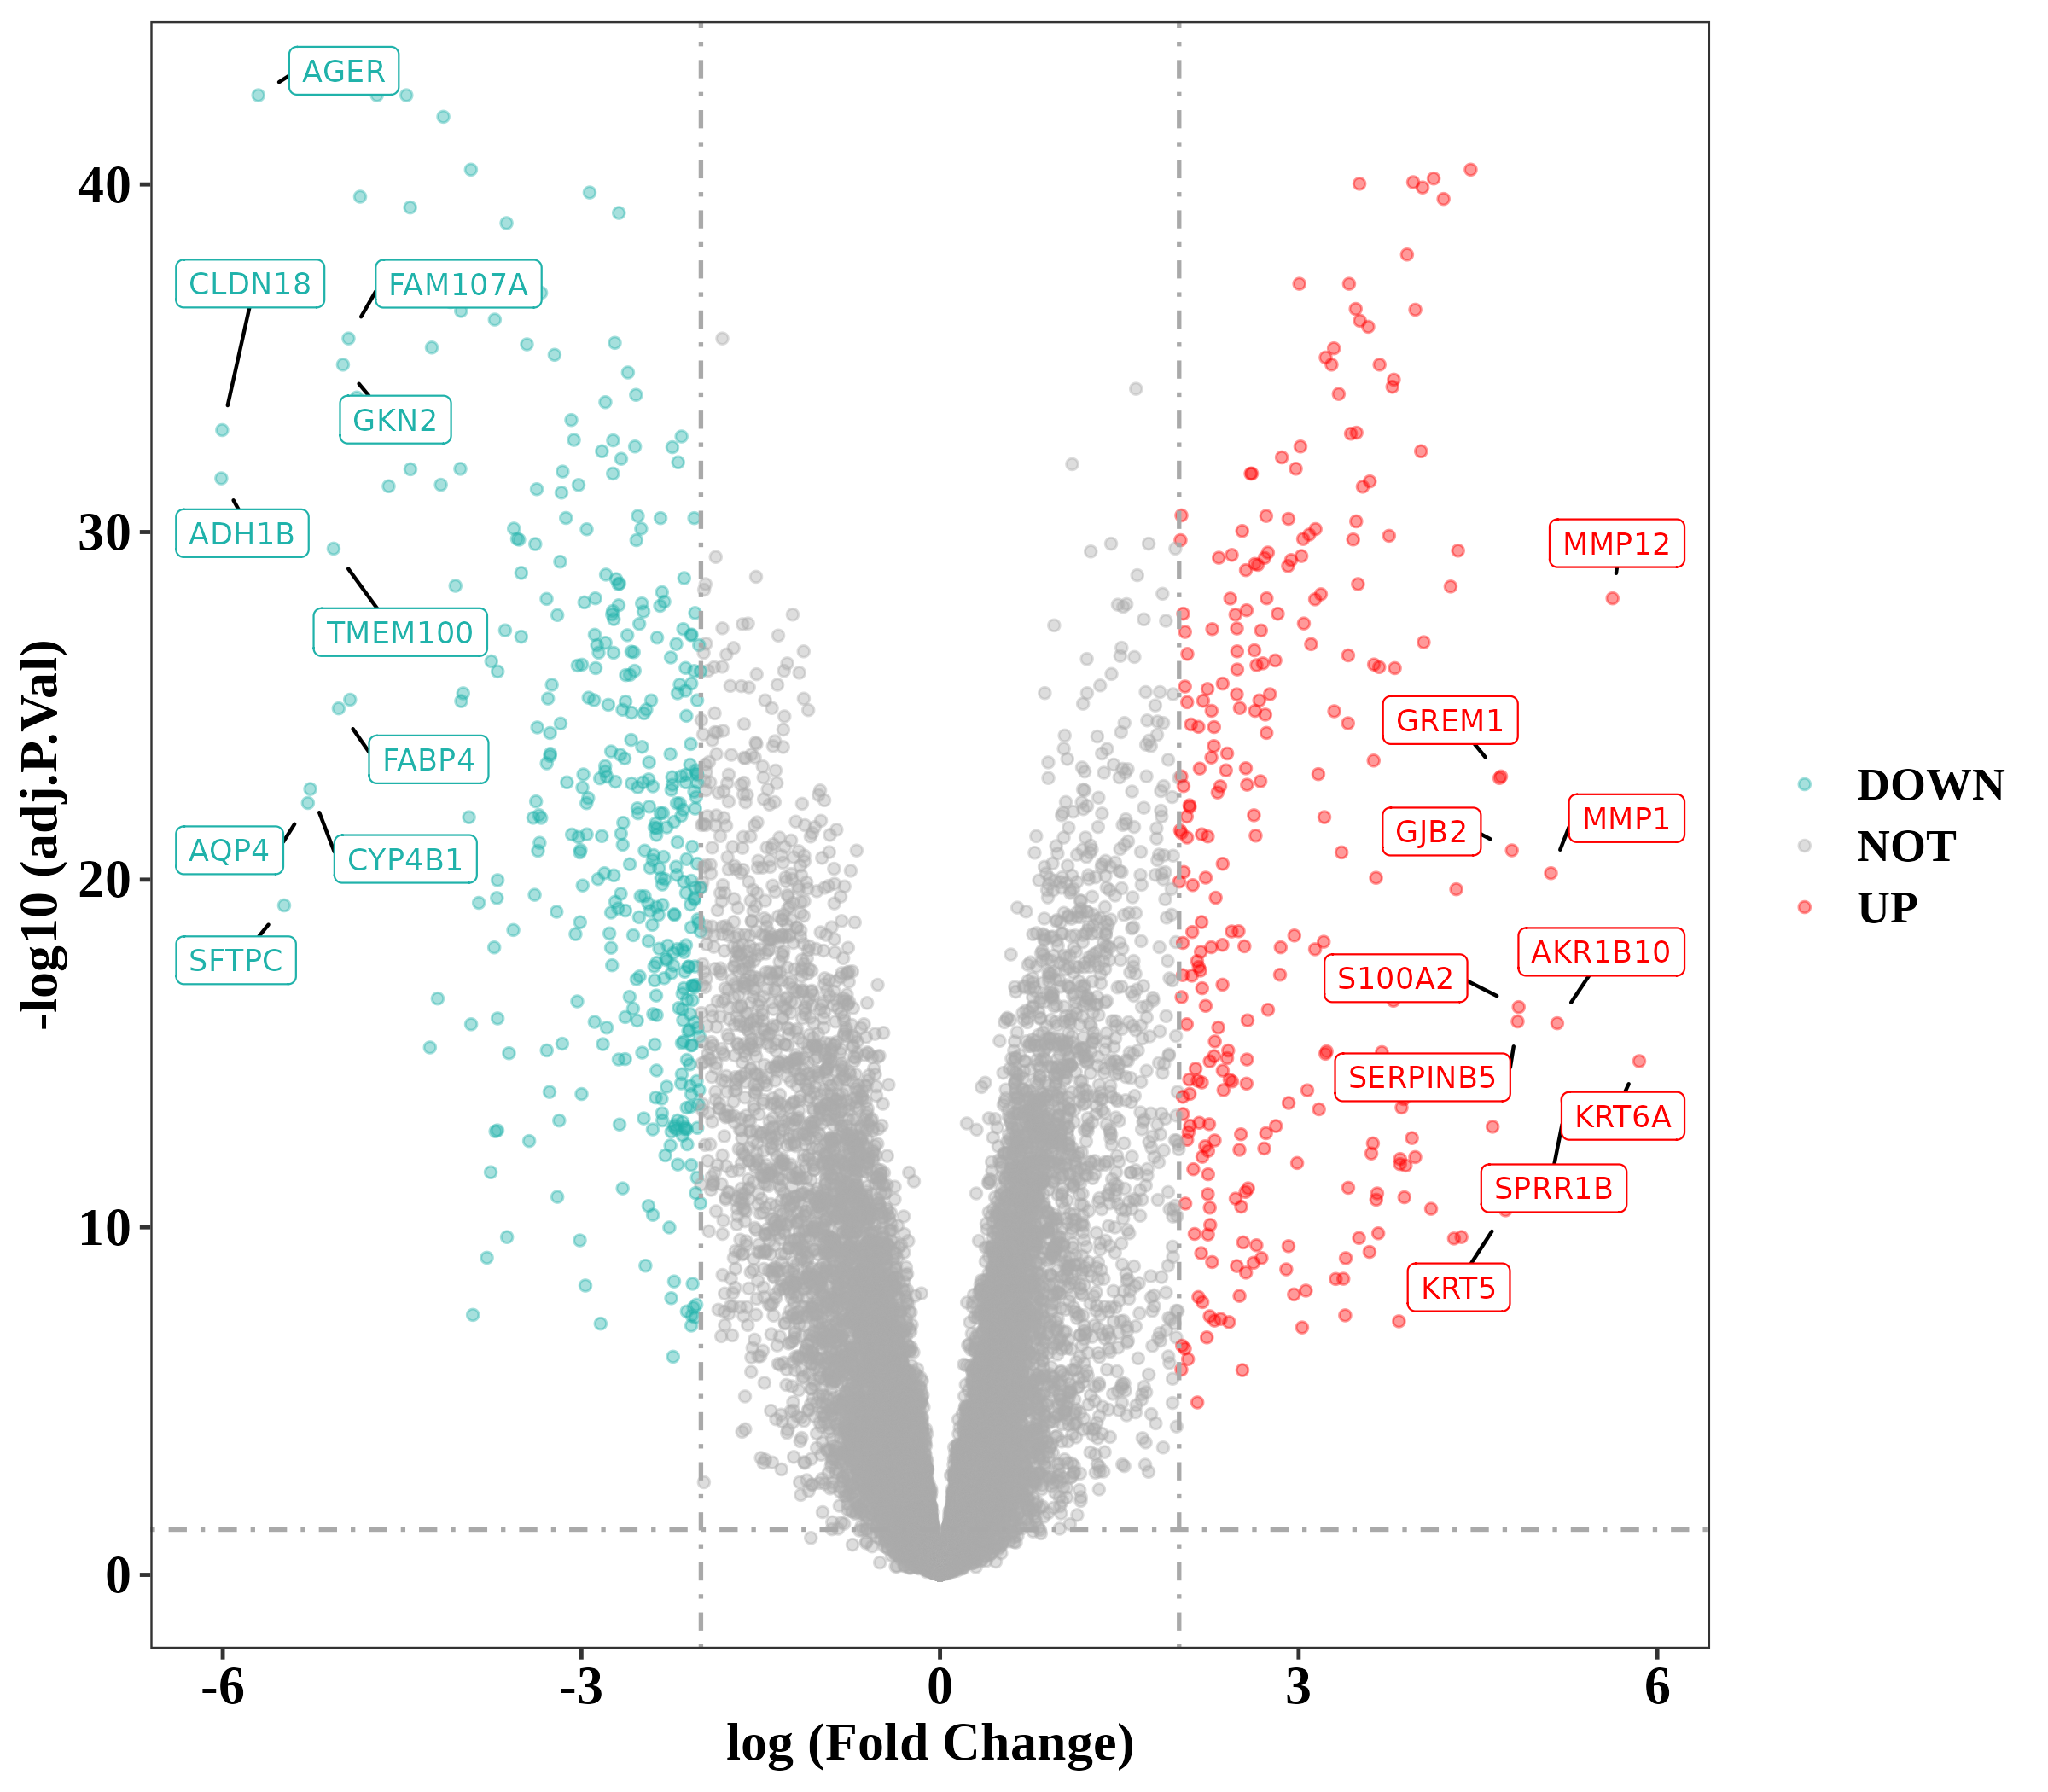 AGER
CLDN18
FAM107A
GKN2
ADH1B
TMEM100
FABP4
AQP4
CYP4B1
SFTPC
MMP12
GREM1
MMP1
GJB2
AKR1B10
S100A2
SERPINB5
KRT6A
SPRR1B
KRT5
40
30
20
10
0
-log10 (adj.P.Val)
-6
-3
0
3
6
log (Fold Change)
DOWN
NOT
UP